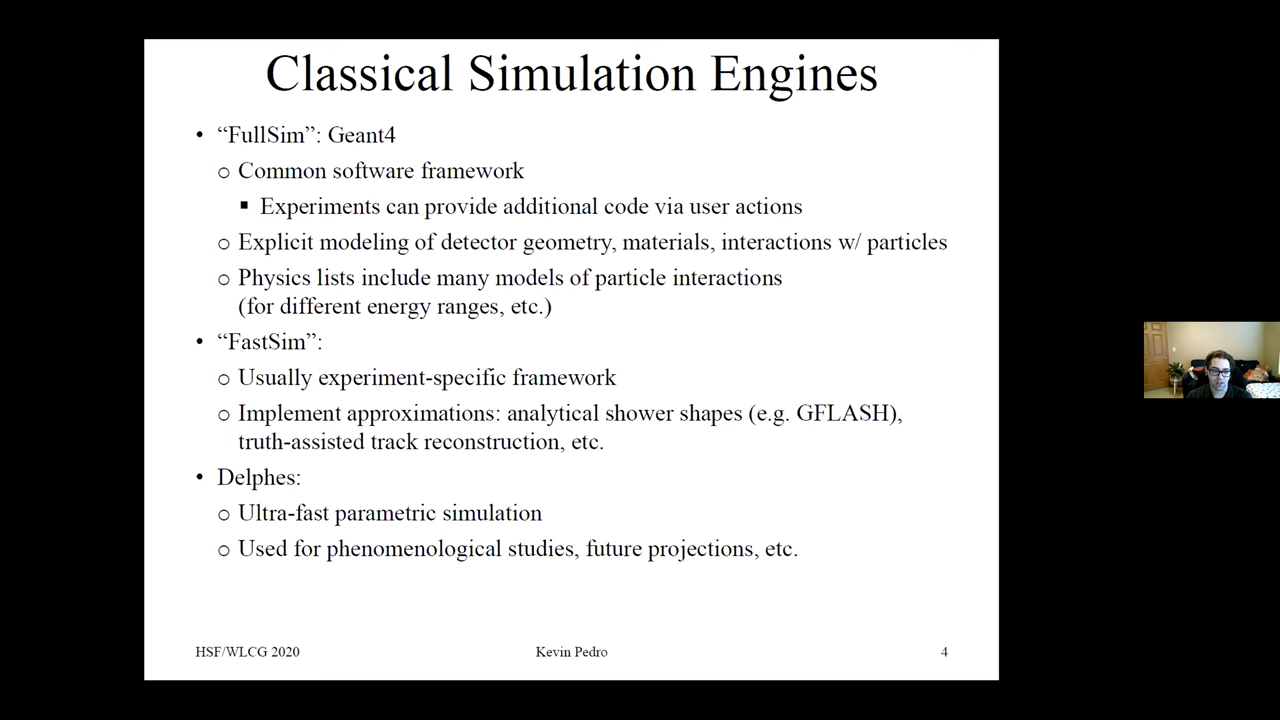 Classical Simulation Engines
• “FullSim”: Geant4
o Common software framework
▪ Experiments can provide additional code via user actions
o Explicit modeling of detector geometry, materials, interactions w/ particles
o Physics lists include many models of particle interactions
(for different energy ranges, etc.)
• “FastSim”:
o Usually experiment-specific framework
o Implement approximations: analytical shower shapes (e.g. GFLASH),
truth-assisted track reconstruction, etc.
• Delphes:
o Ultra-fast parametric simulation
o Used for phenomenological studies, future projections, etc.
HSF/WLCG 2020
Kevin Pedro
4